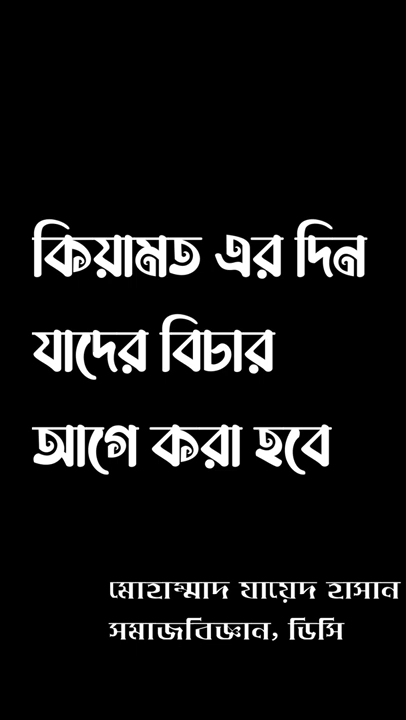 কিয়ামত এর দিন
যাদের বিচার
আগে করা হবে
মোহাম্মাদ যায়েদ হাসান
সমাজবিজ্ঞান, ডিসি